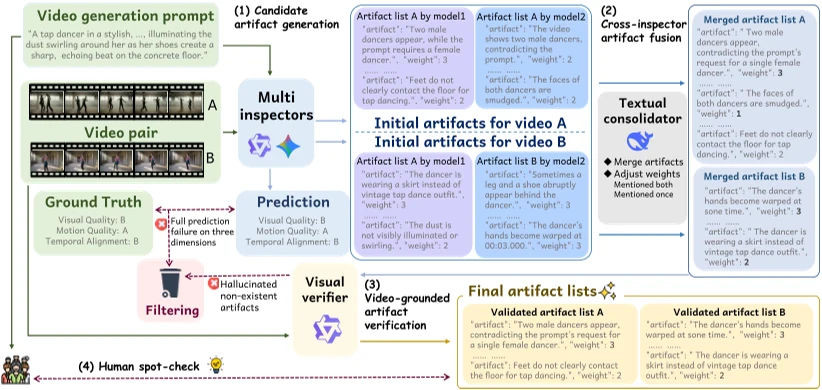 Video generation prompt
"A tap dancer in a stylish, ..., illuminating the
dust swirling around her as her shoes create a
sharp, echoing beat on the concrete floor."
A
Video pair
B
(1) Candidate
artifact generation
Multi
inspectors
Ground Truth
Visual Quality: B
Motion Quality: A
Temporal Alignment: B
Full prediction
failure on three
dimensions
Prediction
Visual Quality: B
Motion Quality: A
Temporal Alignment: B
Artifact list A by model1
"artifact": "Two male
dancers appear, while the
prompt requires a female
dancer.", "weight": 3
...... ......
"artifact": "Feet do not
clearly contact the floor for
tap dancing.", "weight": 2
Artifact list A by model2
"artifact": "The video
shows two male dancers,
contradicting the
prompt.", "weight": 2
...... ......
"artifact": "The faces of
both dancers are
smudged.", "weight": 2
Initial artifacts for video A
Initial artifacts for video B
Artifact list A by model1
"artifact": "The dancer is
wearing a skirt instead of
vintage tap dance outfit.",
"weight": 3
...... ......
"artifact": "The dust is
not visibly illuminated or
swirling.", "weight": 2
Artifact list B by model2
"artifact": "Sometimes a
leg and a shoe abruptly
appear behind the
dancer.", "weight": 3
...... ......
"artifact": "The dancer's
hands become warped at
00:03.000.", "weight": 3
(2)
Cross-inspector
artifact fusion
Textual
consolidator
Merge artifacts
Adjust weights
Mentioned both
Mentioned once
Merged artifact list A
"artifact": " Two male
dancers appear,
contradicting the prompt's
request for a single female
dancer.", "weight": 3
"artifact": " The faces of
both dancers are smudged.",
"weight": 1
...... ......
"artifact": Feet do not clearly
contact the floor for tap
dancing.", "weight": 2
Merged artifact list B
"artifact": "The dancer's
hands become warped at
sone time.", "weight": 3
...... ......
"artifact": " The dancer is
wearing a skirt instead of
vintage tap dance outfit.",
"weight": 2
Filtering
Hallucinated
non-existent
artifacts
Visual
verifier
(3)
Video-grounded
artifact
verification
Final artifact lists
Validated artifact list A
"artifact": "Two male dancers appear,
contradicting the prompt's request for
a single female dancer.", "weight": 3
...... ......
"artifact": Feet do not clearly contact
the floor for tap dancing.", "weight": 2
Validated artifact list B
"artifact": "The dancer's hands become
warped at sone time.", "weight": 3
...... ......
"artifact": " The dancer is wearing a
skirt instead of vintage tap dance
outfit.", "weight": 2
(4) Human spot-check